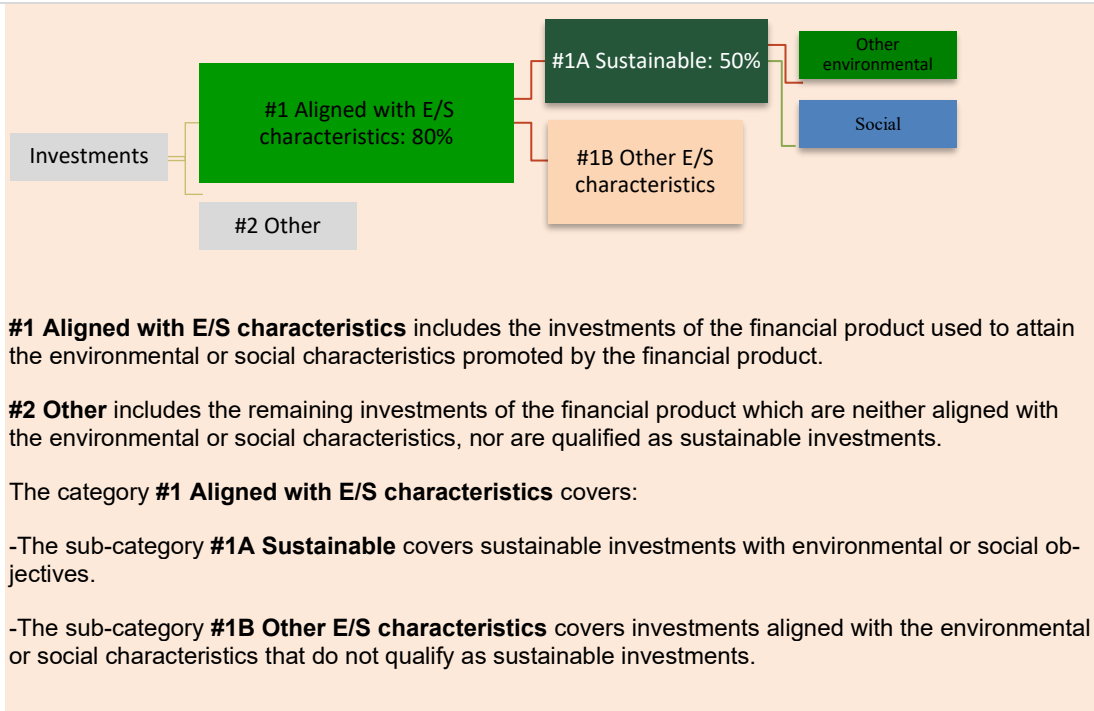 Investments
#1 Aligned with E/S
characteristics: 80%
#2 Other
#1A Sustainable: 50%
#1B Other E/S
characteristics
Other
environmental
Social
#1 Aligned with E/S characteristics includes the investments of the financial product used to attain
the environmental or social characteristics promoted by the financial product.
#2 Other includes the remaining investments of the financial product which are neither aligned with
the environmental or social characteristics, nor are qualified as sustainable investments.
The category #1 Aligned with E/S characteristics covers:
-The sub-category #1A Sustainable covers sustainable investments with environmental or social ob-
jectives.
-The sub-category #1B Other E/S characteristics covers investments aligned with the environmental
or social characteristics that do not qualify as sustainable investments.